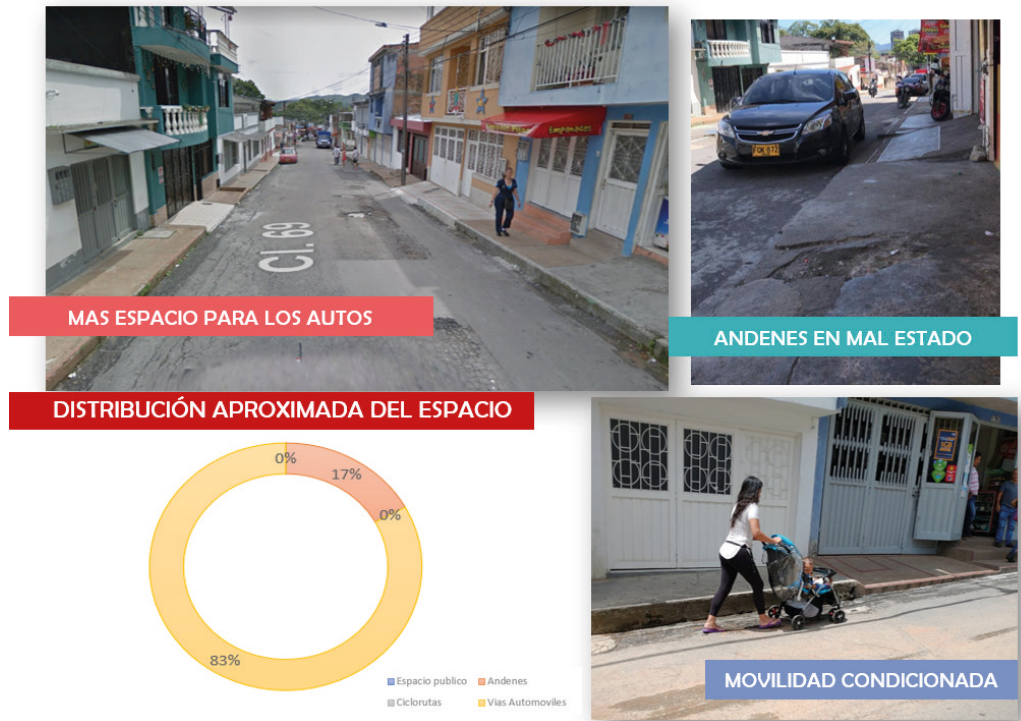 Cl. 69
Empanadas
MAS ESPACIO PARA LOS AUTOS
ANDENES EN MAL ESTADO
DISTRIBUCIÓN APROXIMADA DEL ESPACIO
0%
17%
0%
83%
Espacio publico
Andenes
Ciclorutas
Vias Automoviles
MOVILIDAD CONDICIONADA